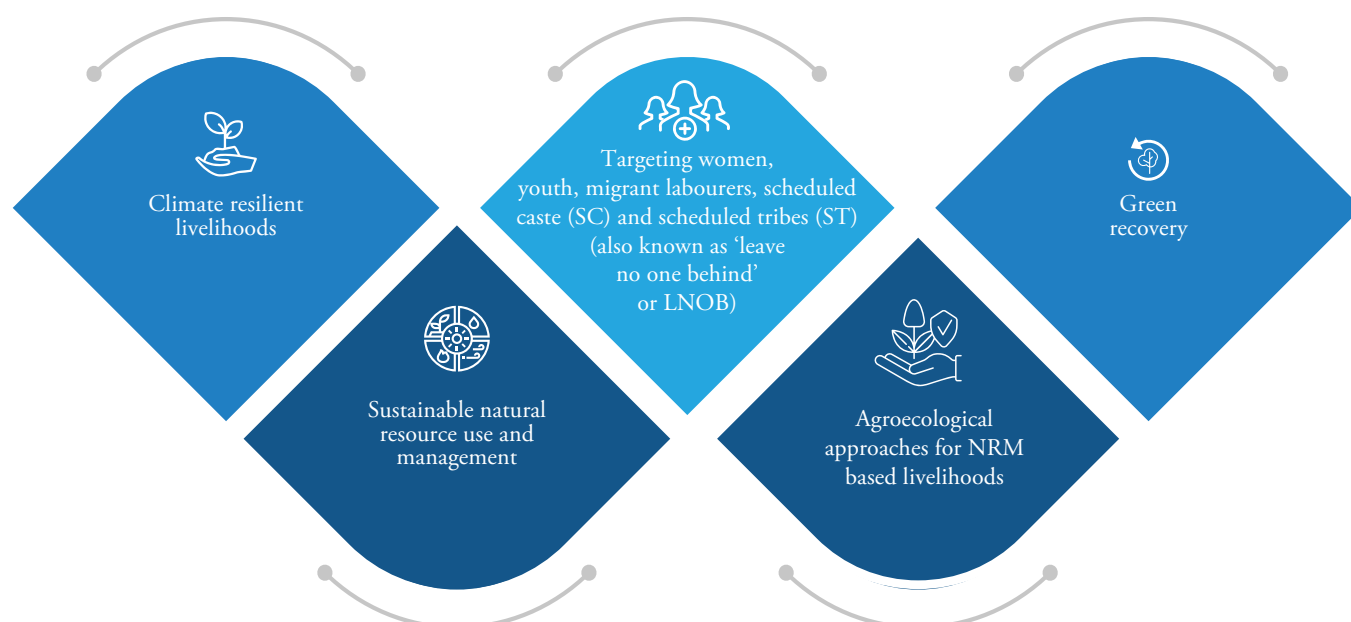 Climate resilient
livelihoods
Sustainable natural
resource use and
management
Targeting women,
youth, migrant labourers, scheduled
caste (SC) and scheduled tribes (ST)
(also known as ‘leave
no one behind’
or LNOB)
Agroecological
approaches for NRM
based livelihoods
Green
recovery